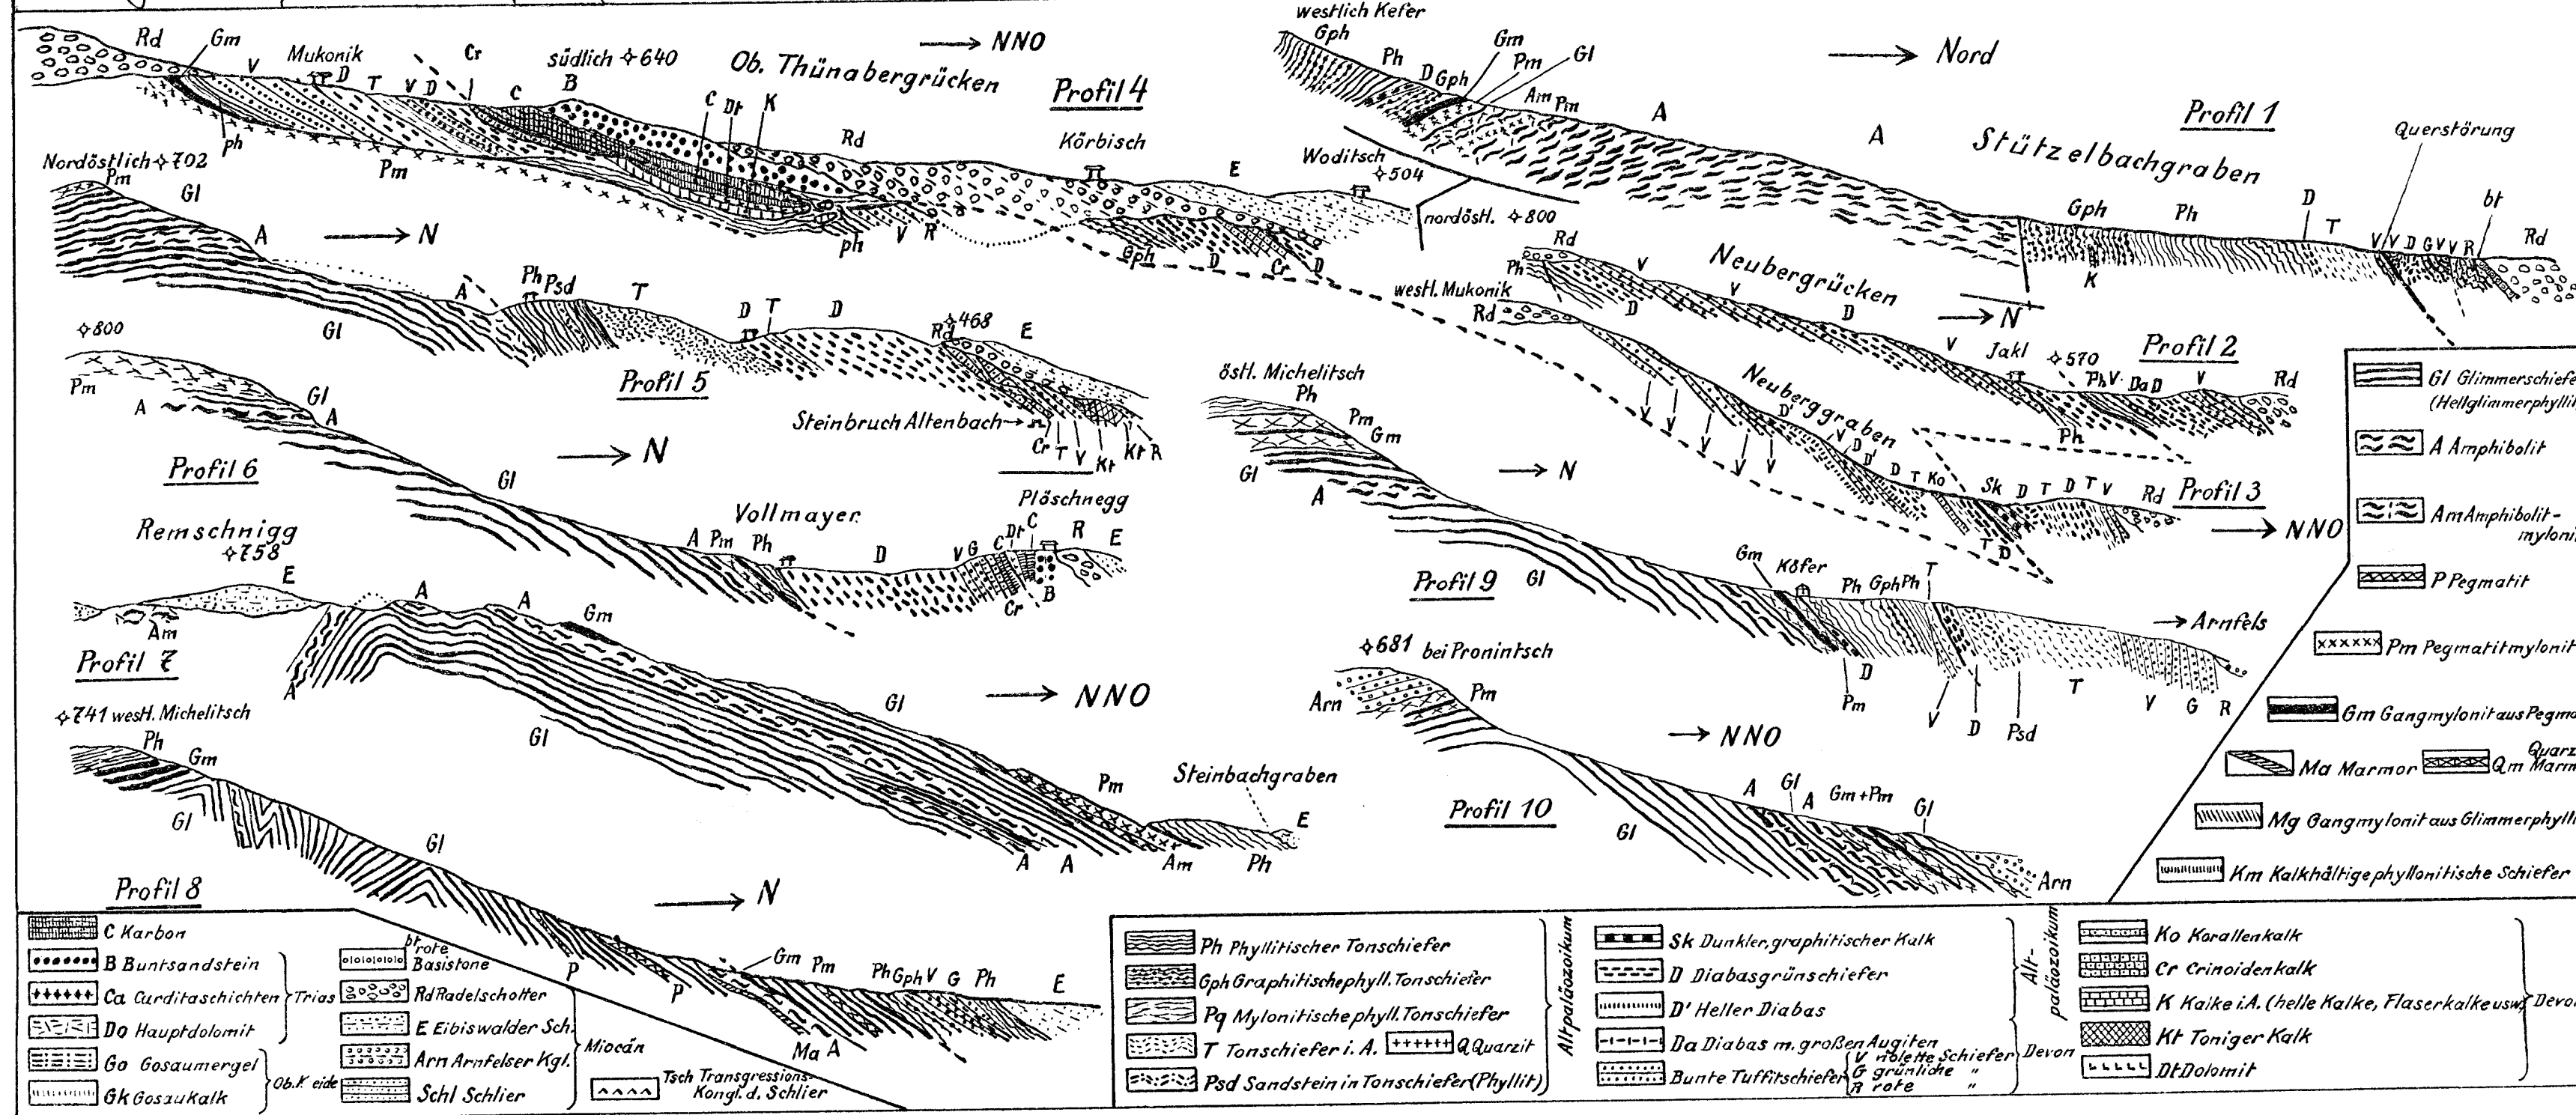 westlich Kefer
Gph Ph D Gph Gm Pm Gl Am Pm A A
Nord
Profil 1
Stützelbachgraben
Querstörung
Gph Ph D T V V D G V V R bt Rd
K
Rd Gm V Mukonik D T V D Cr C südlich 640 B
NNO
Ob. Thünabergrücken
Profil 4
C Dt K Rd Körbisch E Woditsch
504
ph Pm ph V R Gph D Cr D
Nordöstlich 702
Pm Gl A
N
Gl A Ph Psd T D T D Rd 468 E
Profil 5
Steinbruch Altenbach
Cr T V Kt Kt R
nordöstl. 800
Rd V
Ph D V
Neubergrücken
D
N
V Jakl 570
Profil 2
Ph V Da D V Rd
Ph
westl. Mukonik
Rd
Neuberggraben
V V V V V
D' V D' D T Ko Sk D T D T V Rd
Profil 3
T D
NNO
800
Pm Gl
A A
N
Profil 6
Gl
Vollmayer
Plöschnegg
A Pm Ph D V G C Dt C R E
Cr B
Remschnigg
758
E A A Gm
Am
Profil 7
A
NNO
Gl
Gl
Pm
Steinbachgraben
E
A A Am Ph
741 westl. Michelitsch
Ph Gm
Gl
Gl
Profil 8
N
P P
Gm Pm Ph Gph V G Ph E
Ma A
östl. Michelitsch
Ph
Pm
Gm
Gl
A
N
Profil 9
Gl
Gm Köfer Ph Gph Ph T
Arnfels
D
Pm V D Psd T V G R
681 bei Pronintsch
Arn Pm
NNO
Profil 10
Gl
A Gl A Gm+Pm Gl
Arn
Gl Glimmerschiefe
(Hellglimmerphylli
A Amphibolit
Am Amphibolit-
myloni
P Pegmatit
Pm Pegmatitmylonit
Gm Gangmylonit aus Pegma
Ma Marmor
Quarz
Qm Marm
Mg Gangmylonit aus Glimmerphylli
Km Kalkhältige phyllonitische Schiefer
C Karbon
B Buntsandstein
Ca Carditaschichten
Do Hauptdolomit
Trias
Go Gosaumergel
Gk Gosaukalk
Ob. K eide
bt rote
Basistone
Rd Radelschotter
E Eibiswalder Sch.
Arn Arnfelser Kgl.
Schl Schlier
Miocän
Tsch Transgressions-
Kongl. d. Schlier
Ph Phyllitischer Tonschiefer
Gph Graphitische phyll. Tonschiefer
Pq Mylonitische phyll. Tonschiefer
T Tonschiefer i. A.
Q Quarzit
Psd Sandstein in Tonschiefer (Phyllit)
Altpaläozoikum
Sk Dunkler, graphitischer Kalk
D Diabasgrünschiefer
D' Heller Diabas
Da Diabas m. großen Augiten
Bunte Tuffitschiefer
V violette Schiefer
G grünliche "
R rote "
Alt-
paläozoikum
Devon
Ko Korallenkalk
Cr Crinoidenkalk
K Kalke i. A. (helle Kalke, Flaserkalke usw.)
Kt Toniger Kalk
Dt Dolomit
Devo